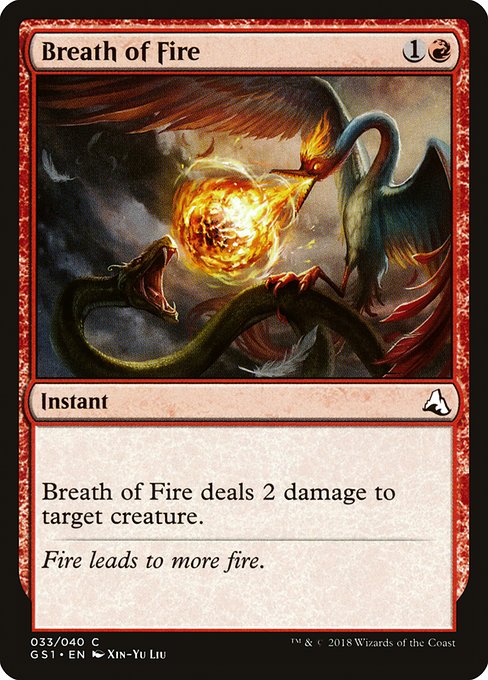 Breath of Fire 1
Instant
Breath of Fire deals 2 damage to
target creature.
Fire leads to more fire.
033/040 C
GS1 • EN Xin-Yu Liu
™ & © 2018 Wizards of the Coast